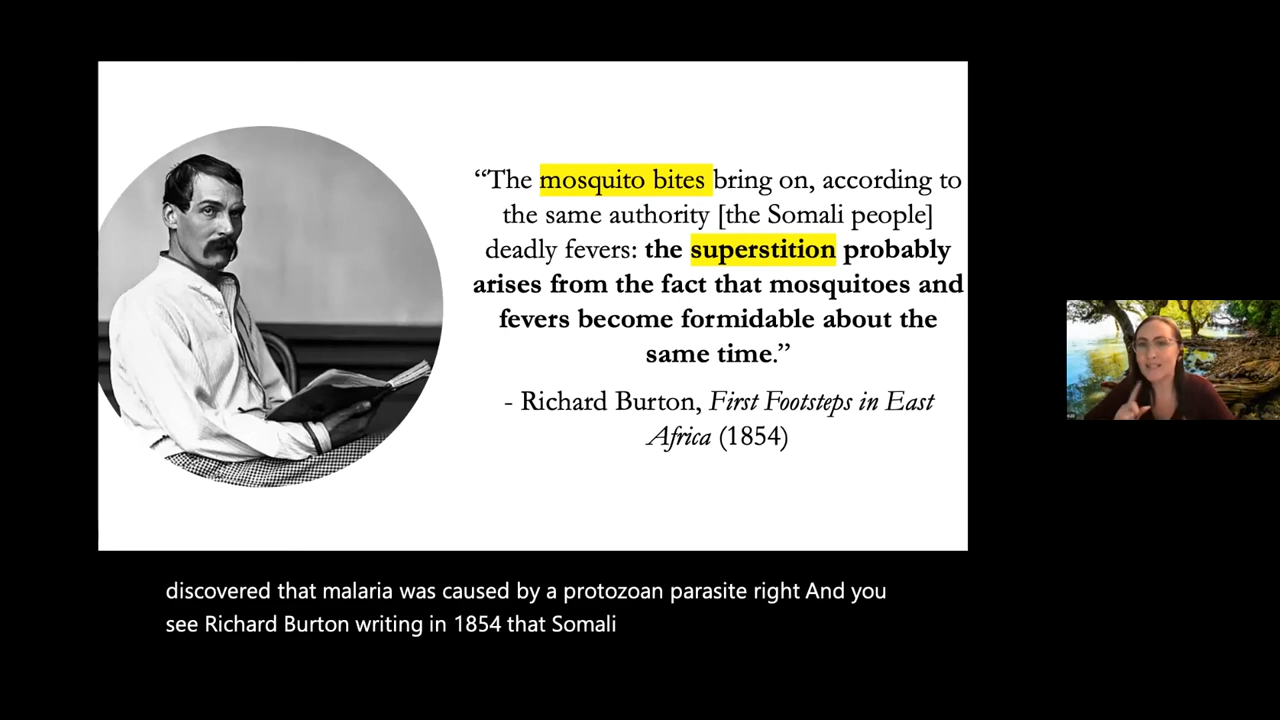 “The mosquito bites bring on, according to
the same authority [the Somali people]
deadly fevers: the superstition probably
arises from the fact that mosquitoes and
fevers become formidable about the
same time.”
- Richard Burton, First Footsteps in East
Africa (1854)
discovered that malaria was caused by a protozoan parasite right And you
see Richard Burton writing in 1854 that Somali